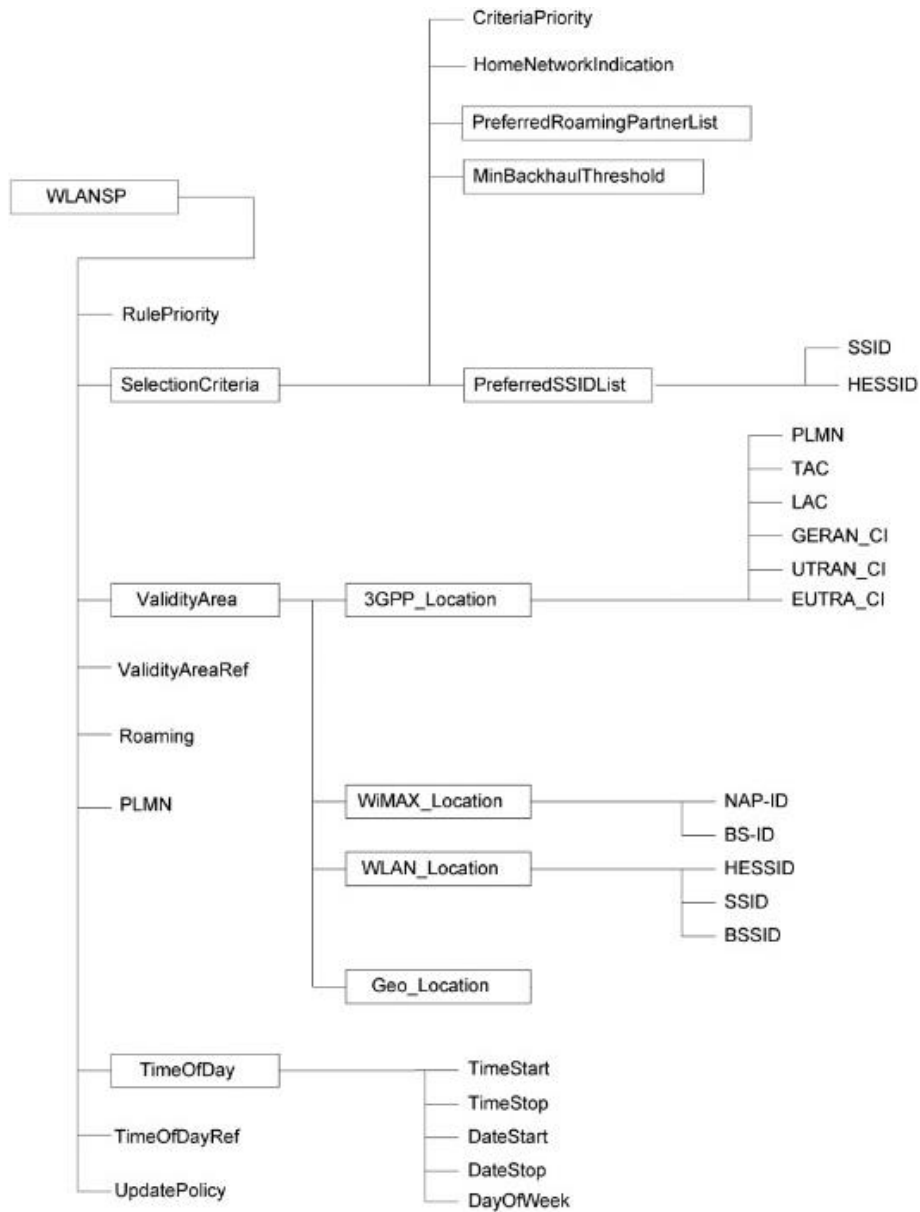 CriteriaPriority
HomeNetworkIndication
PreferredRoamingPartnerList
MinBackhaulThreshold
WLANSP
RulePriority
SSID
SelectionCriteria
PreferredSSIDList
HESSID
PLMN
TAC
LAC
GERAN_CI
UTRAN_CI
ValidityArea
3GPP_Location
EUTRA_CI
ValidityAreaRef
Roaming
PLMN
WiMAX_Location
NAP-ID
BS-ID
WLAN_Location
HESSID
SSID
BSSID
Geo_Location
TimeOfDay
TimeStart
TimeStop
TimeOfDayRef
DateStart
DateStop
UpdatePolicy
DayOfWeek